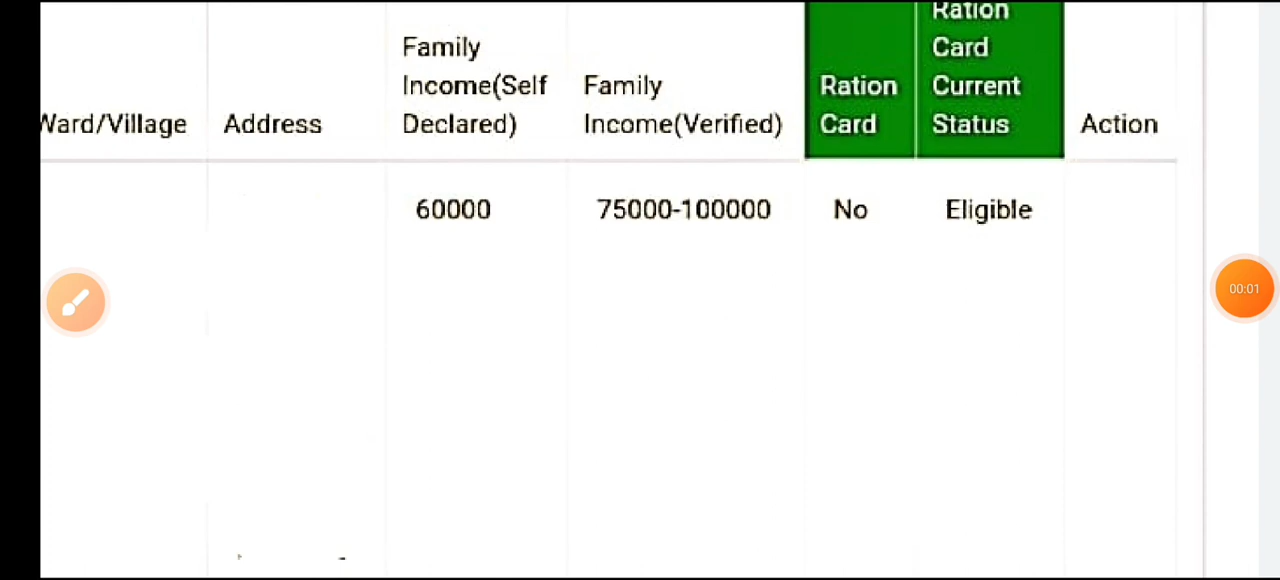 Ration
Family
Card
Income(Self
Family
Ration
Current
Ward/Village
Address
Declared)
Income(Verified)
Card
Status
Action
60000
75000-100000
No
Eligible
00:01